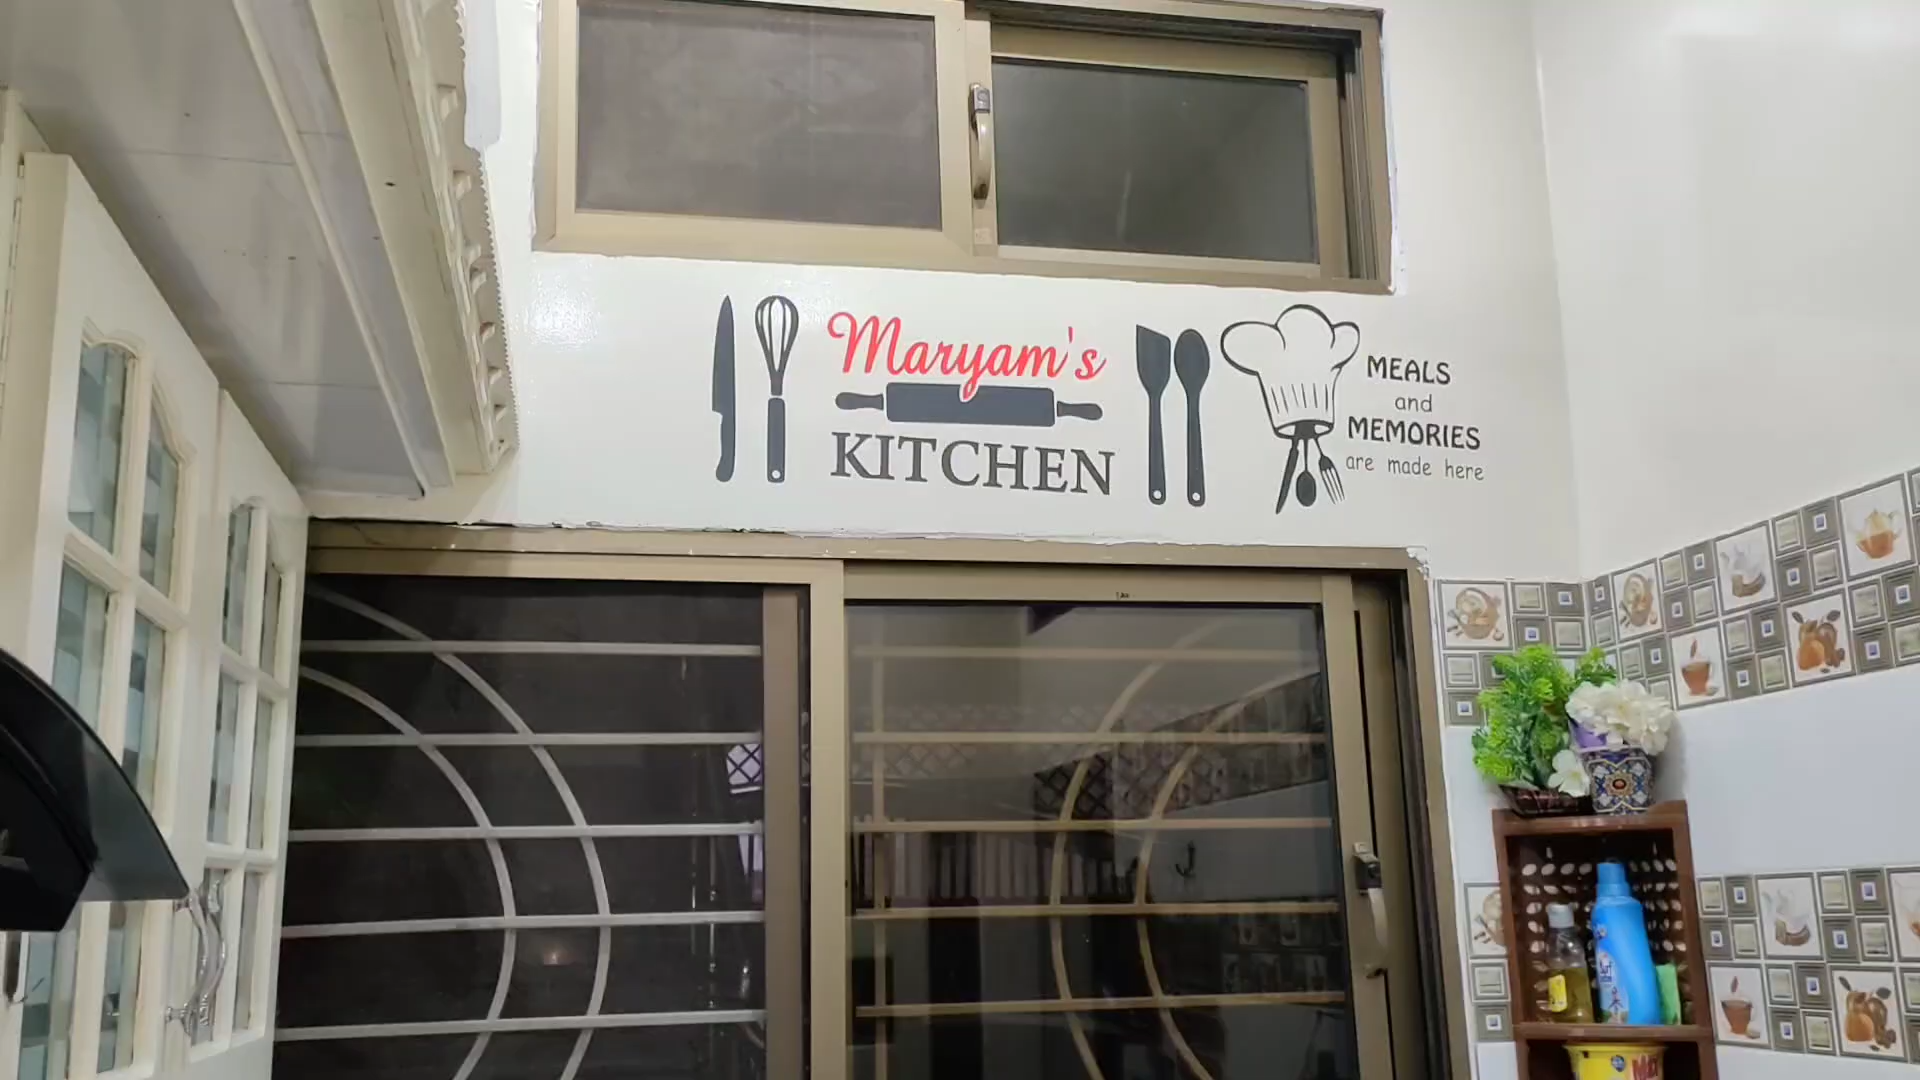 Maryam's
KITCHEN
MEALS
and
MEMORIES
are made here